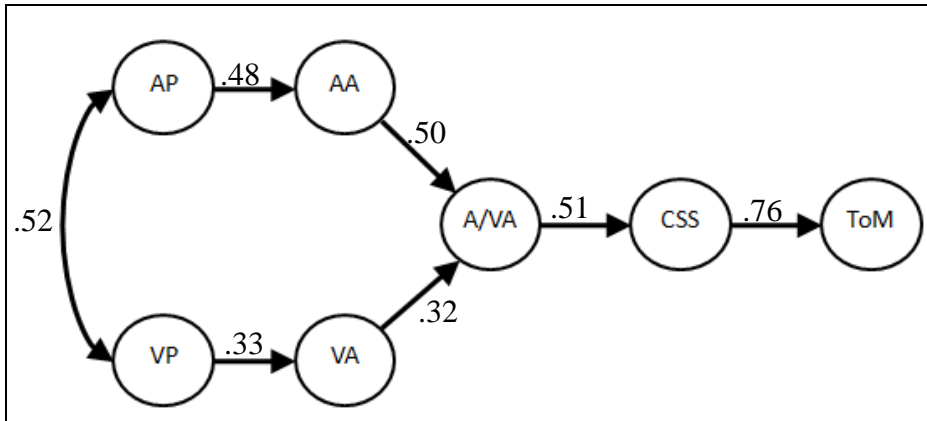 AP
.48
AA
.50
.52
A/VA
.51
CSS
.76
ToM
.32
VP
.33
VA